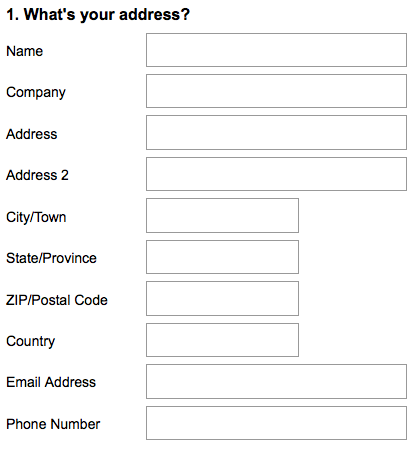 1. What's your address?
Name
Company
Address
Address 2
City/Town
State/Province
ZIP/Postal Code
Country
Email Address
Phone Number